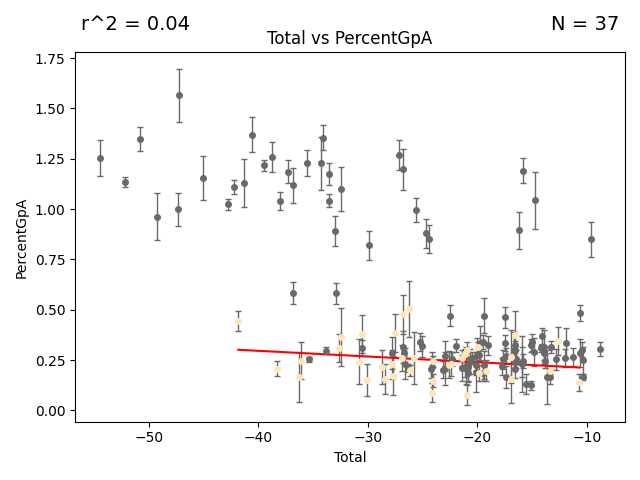 r^2 = 0.04
N = 37
Total vs PercentGpA
1.75
1.50
1.25
1.00
0.75
0.50
0.25
0.00
PercentGpA
−50
−40
−30
−20
−10
Total